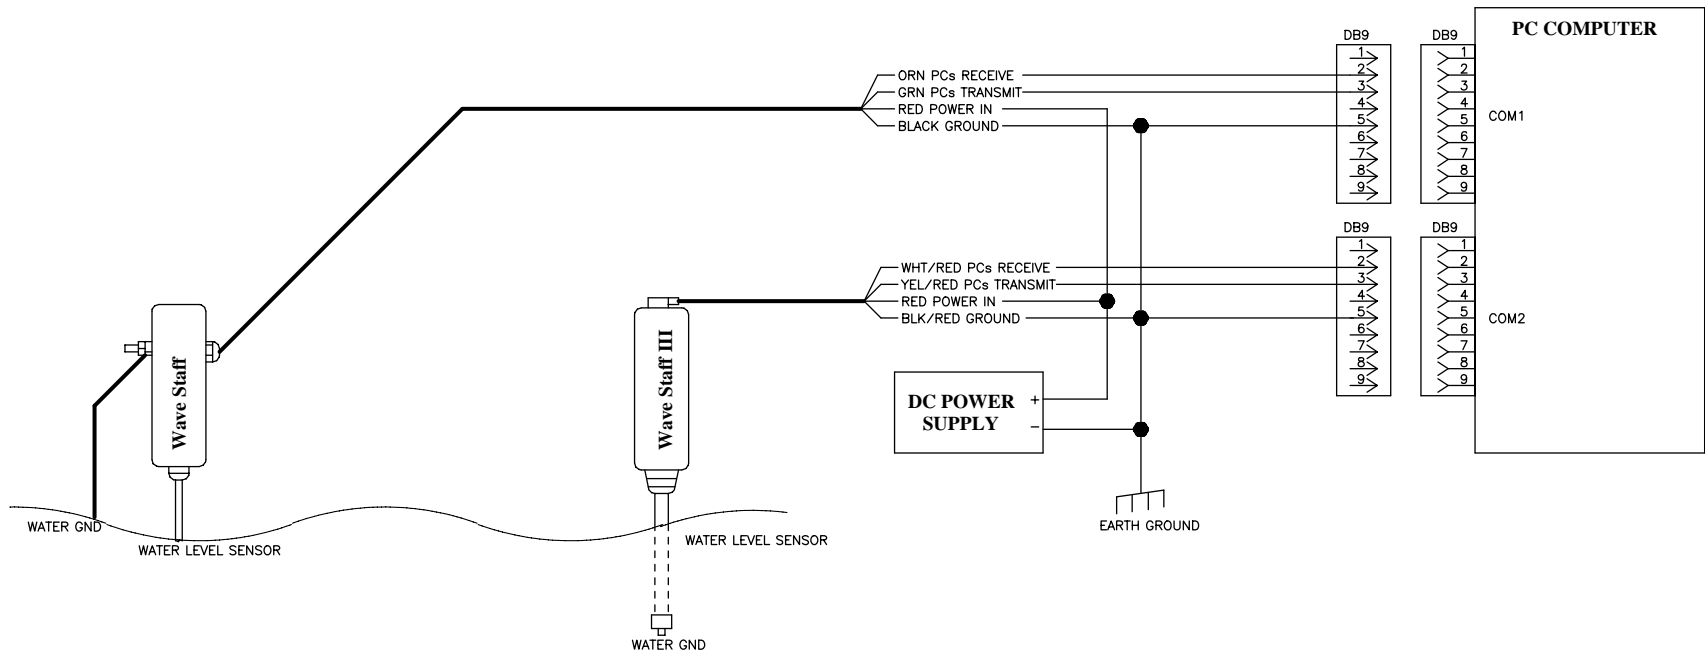 PC COMPUTER
DB9
DB9
1
2
3
4
5
6
7
8
9
1
2
3
4
5
6
7
8
9
COM1
ORN PCs RECEIVE
GRN PCs TRANSMIT
RED POWER IN
BLACK GROUND
DB9
DB9
1
2
3
4
5
6
7
8
9
1
2
3
4
5
6
7
8
9
COM2
WHT/RED PCs RECEIVE
YEL/RED PCs TRANSMIT
RED POWER IN
BLK/RED GROUND
Wave Staff
Wave Staff III
DC POWER
SUPPLY
+
−
EARTH GROUND
WATER GND
WATER LEVEL SENSOR
WATER LEVEL SENSOR
WATER GND